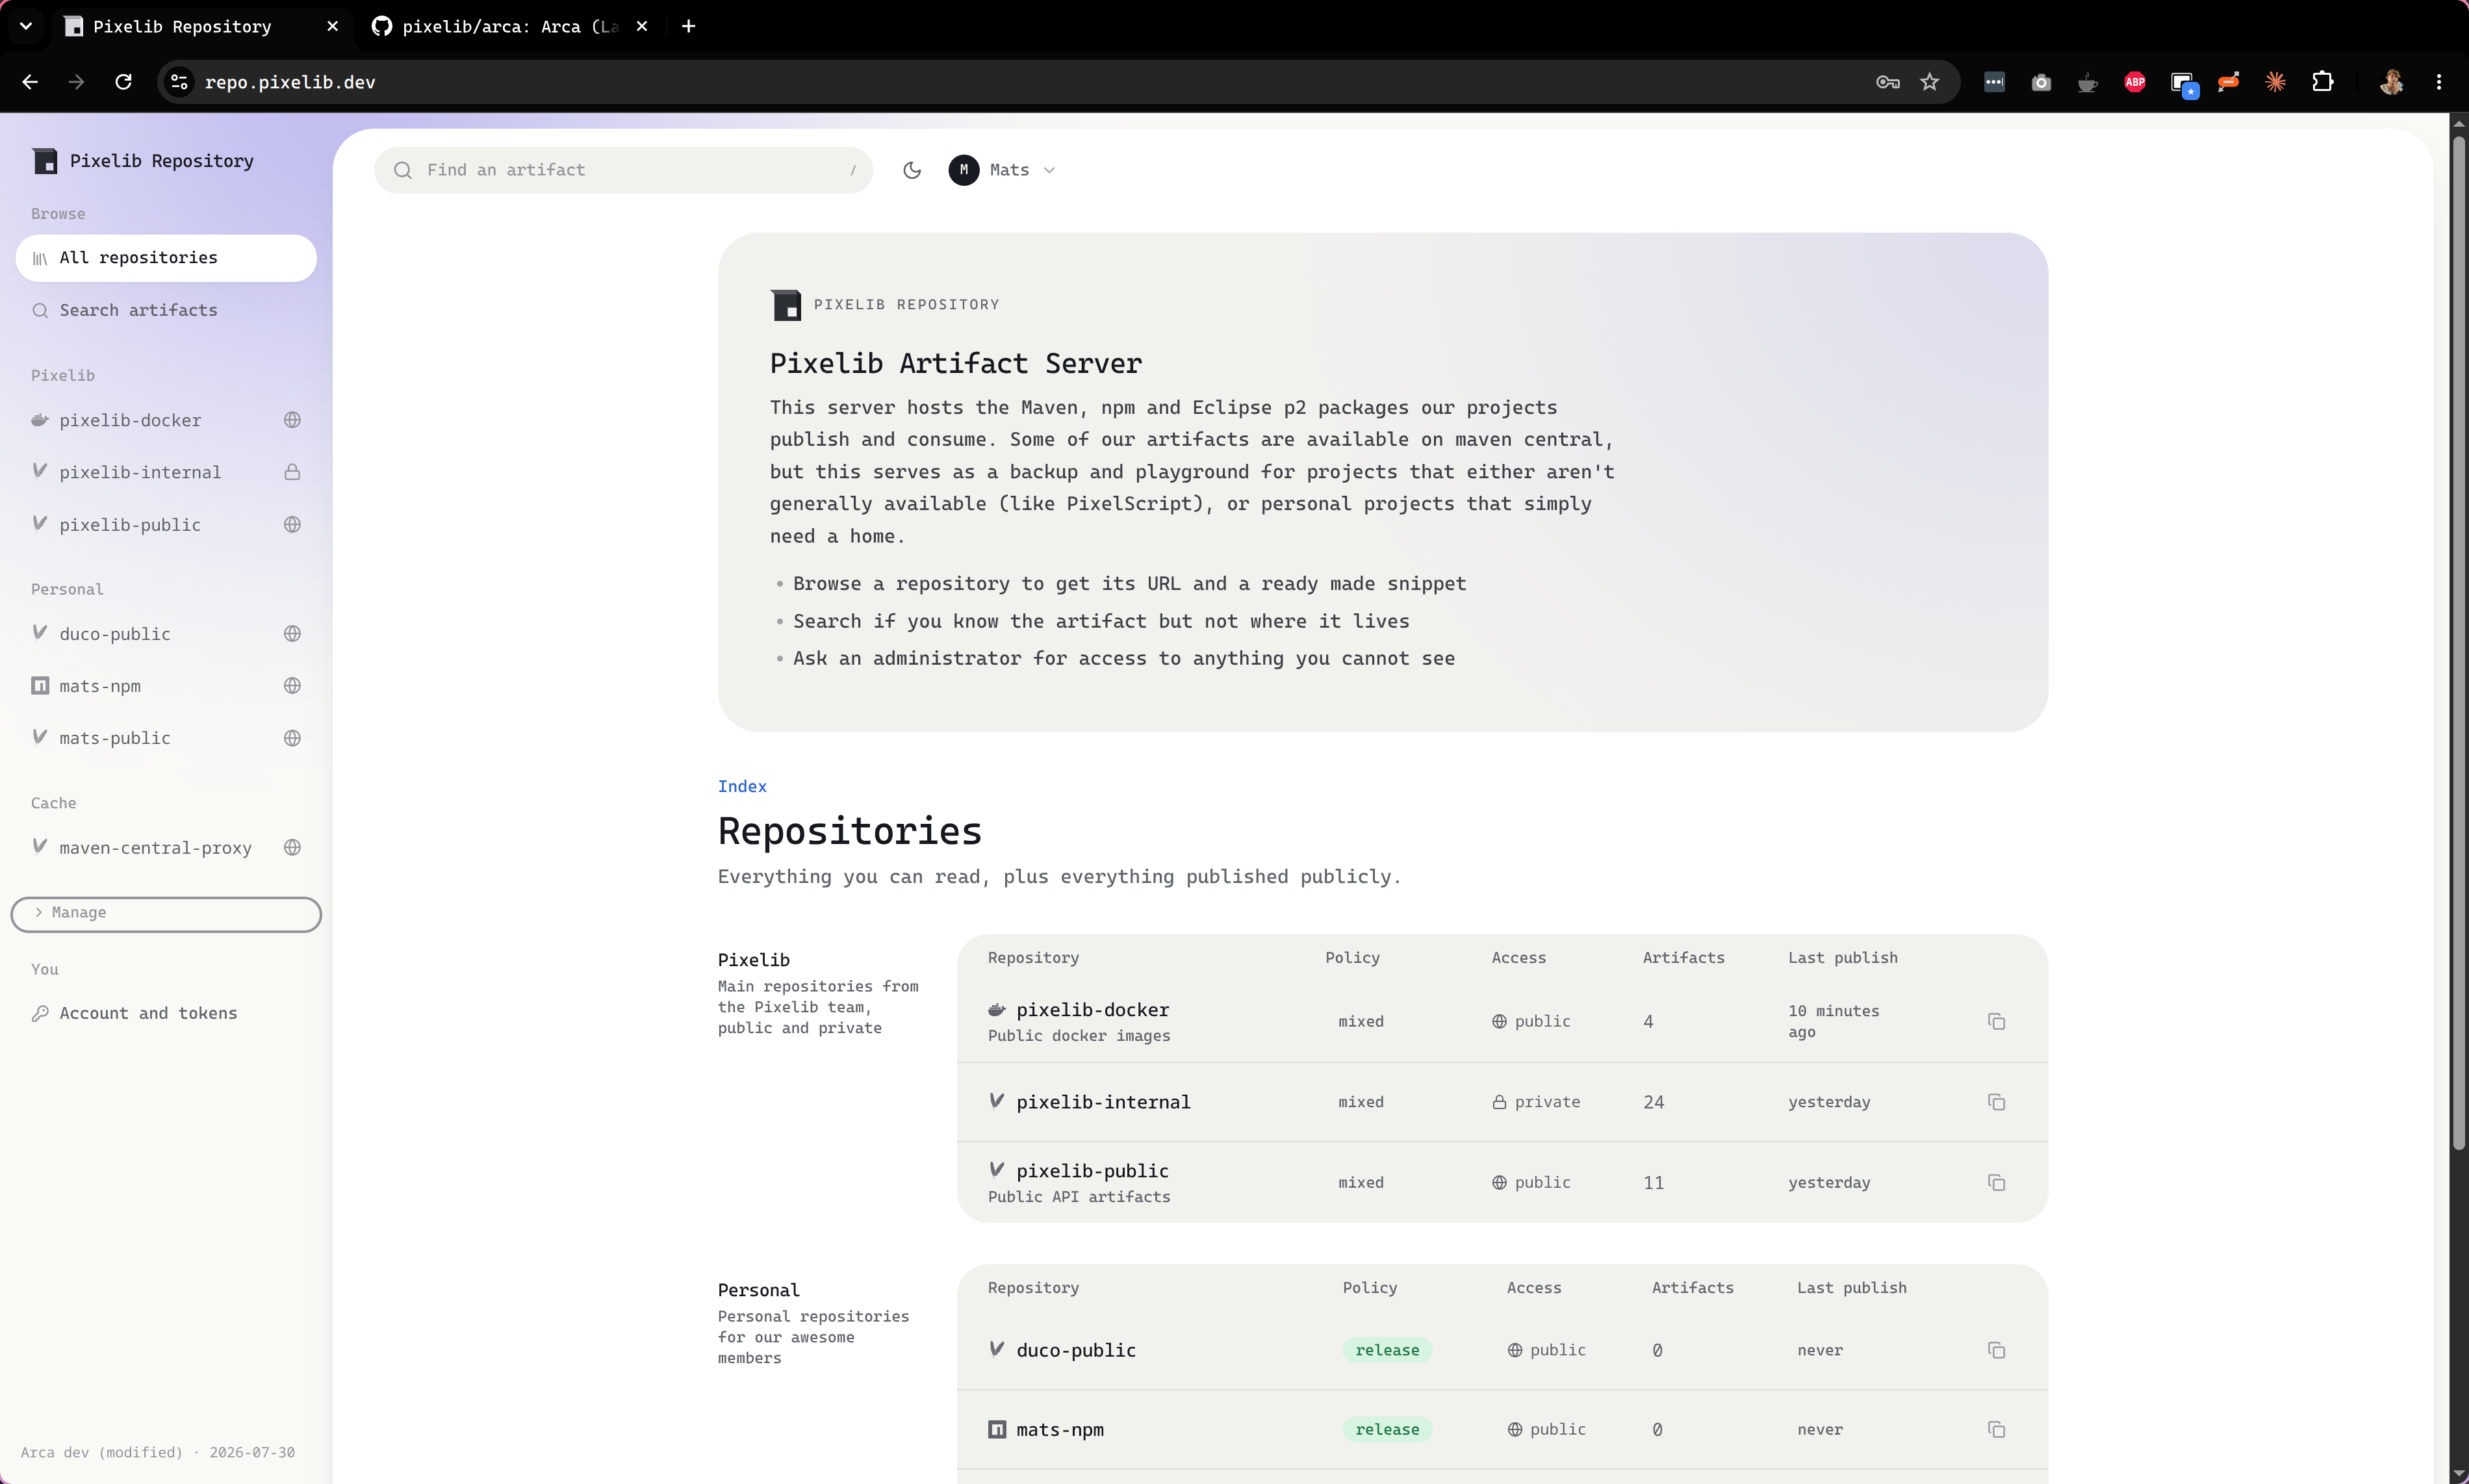 Pixelib Repository
pixelib/arca: Arca (La
repo.pixelib.dev
ABP
Pixelib Repository
Find an artifact
/
M
Mats
Browse
All repositories
Search artifacts
Pixelib
pixelib-docker
pixelib-internal
pixelib-public
Personal
duco-public
mats-npm
mats-public
Cache
maven-central-proxy
Manage
You
Account and tokens
Arca dev (modified) · 2026-07-30
PIXELIB REPOSITORY
Pixelib Artifact Server
This server hosts the Maven, npm and Eclipse p2 packages our projects
publish and consume. Some of our artifacts are available on maven central,
but this serves as a backup and playground for projects that either aren't
generally available (like PixelScript), or personal projects that simply
need a home.
• Browse a repository to get its URL and a ready made snippet
• Search if you know the artifact but not where it lives
• Ask an administrator for access to anything you cannot see
Index
Repositories
Everything you can read, plus everything published publicly.
Pixelib
Main repositories from
the Pixelib team,
public and private
Repository Policy Access Artifacts Last publish
pixelib-docker
Public docker images
mixed public 4 10 minutes
ago
pixelib-internal mixed private 24 yesterday
pixelib-public
Public API artifacts
mixed public 11 yesterday
Personal
Personal repositories
for our awesome
members
Repository Policy Access Artifacts Last publish
duco-public release public 0 never
mats-npm release public 0 never